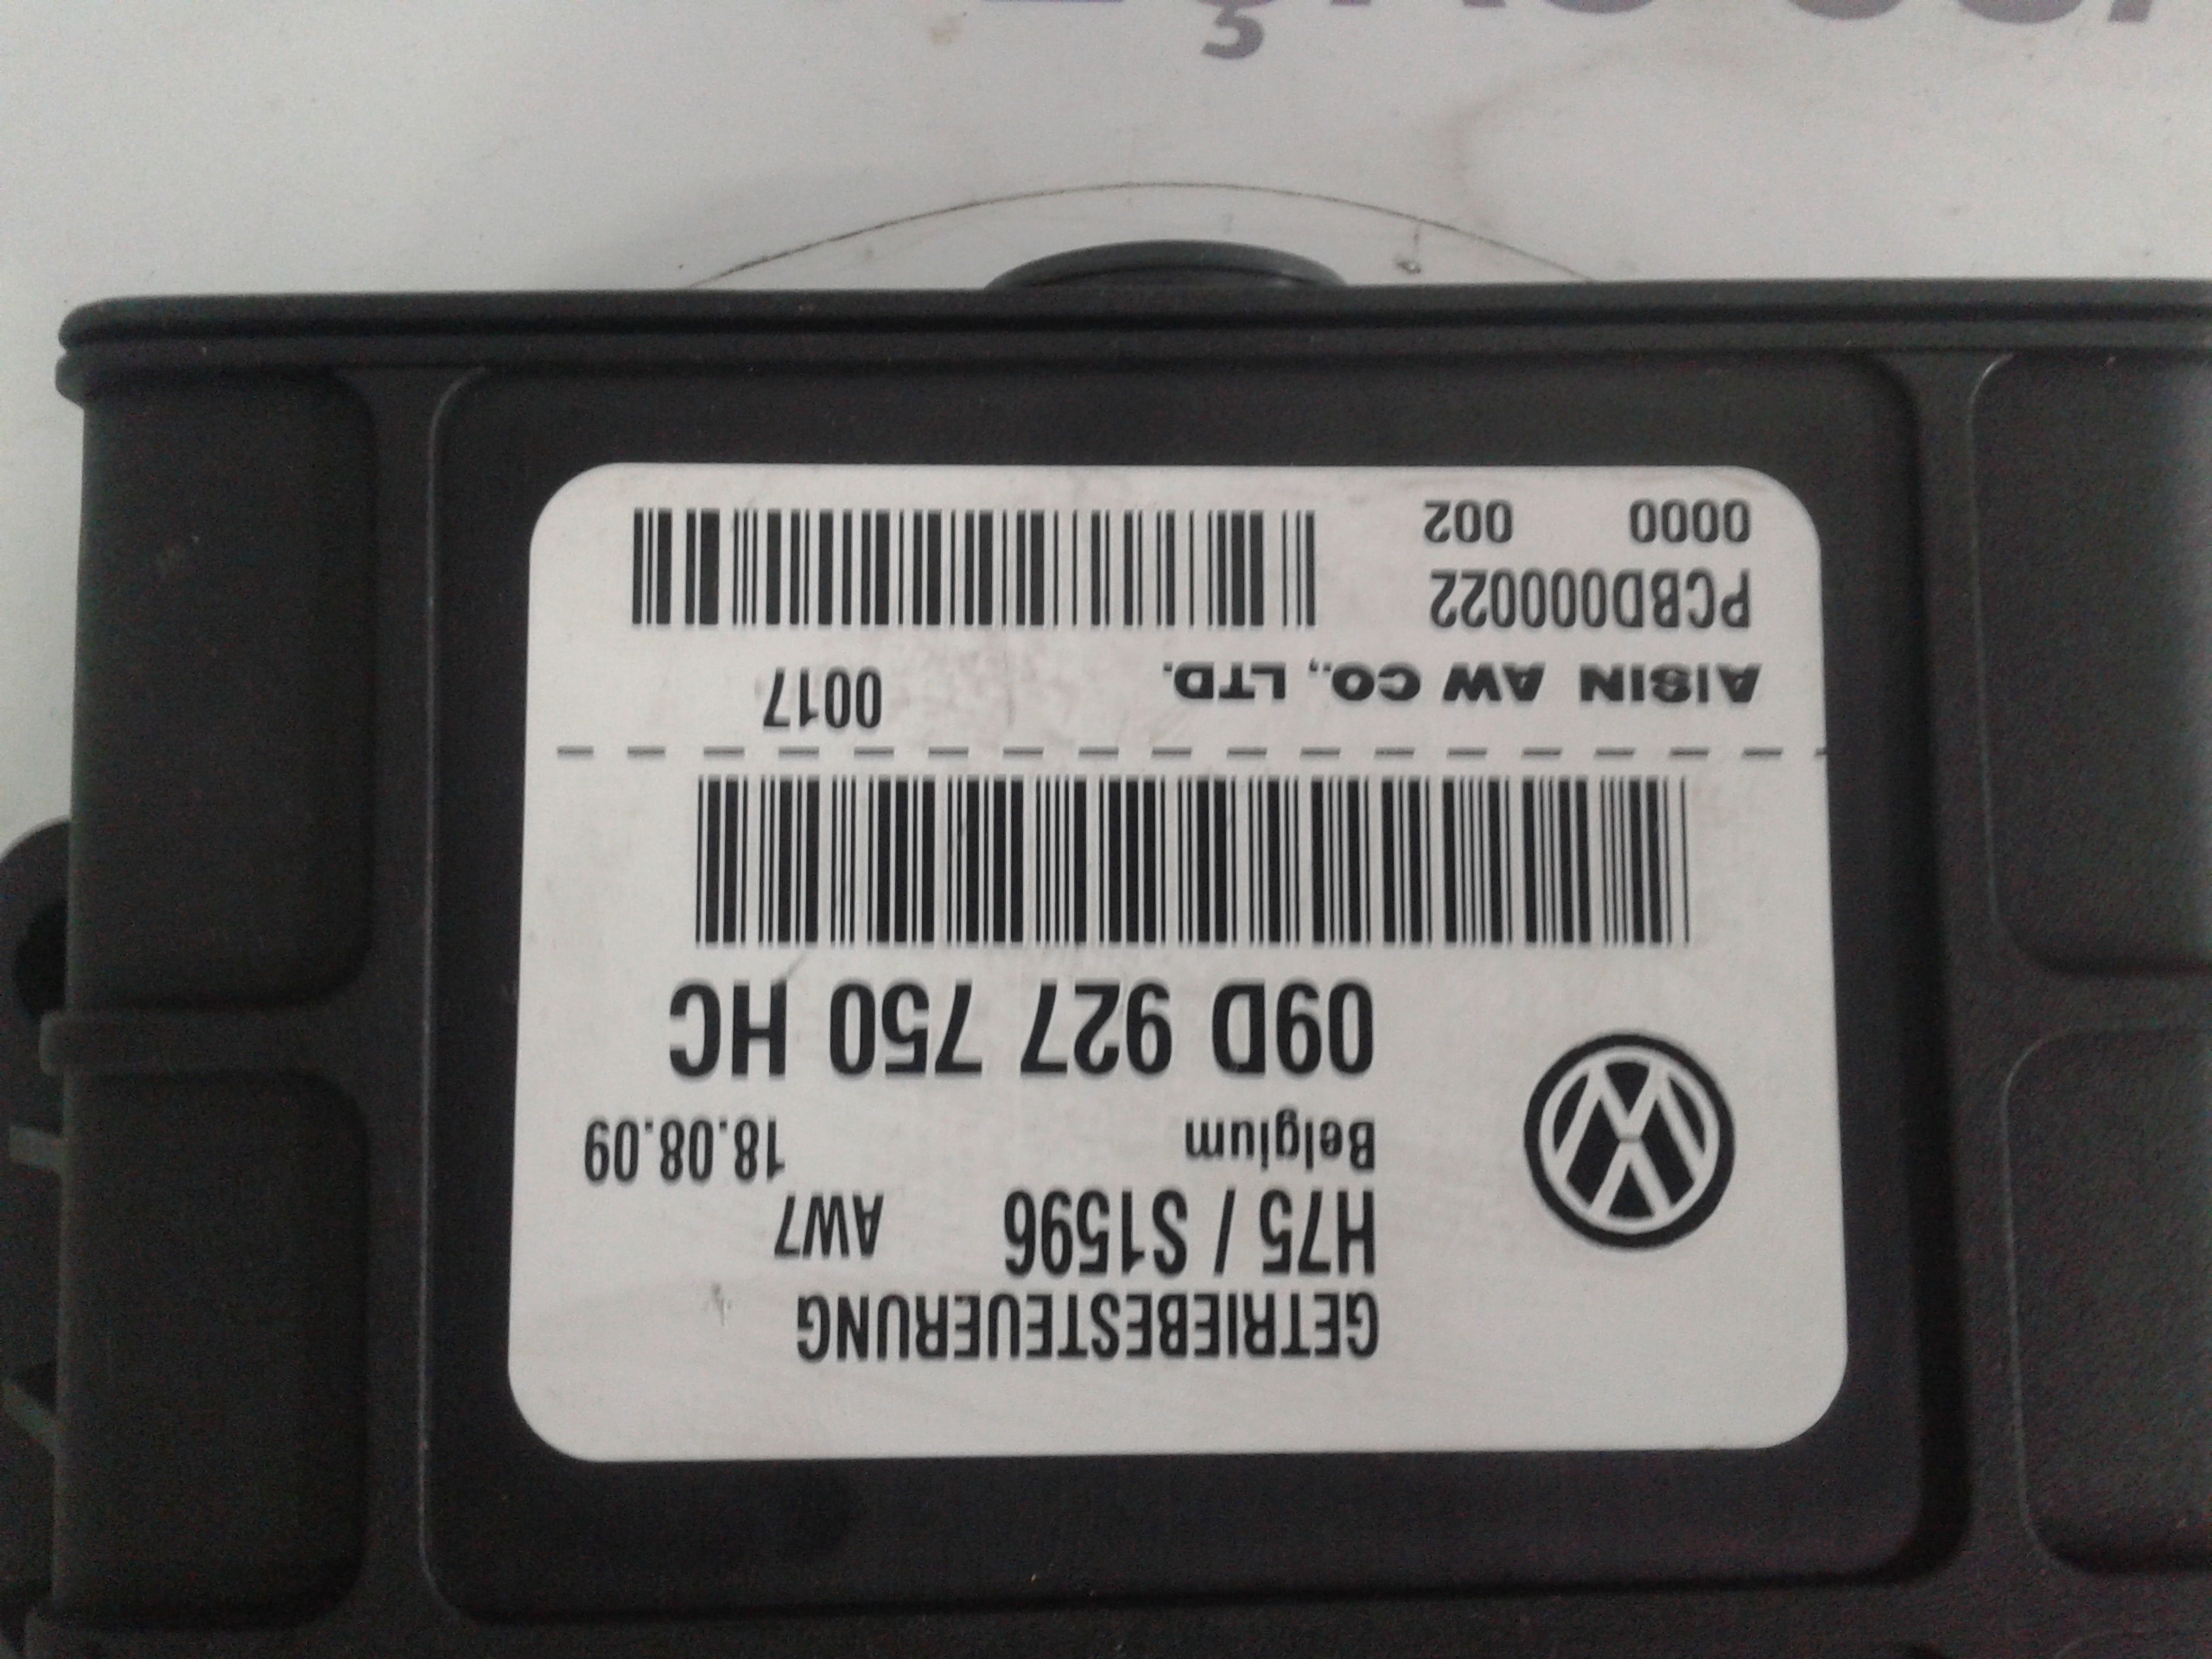 GETRIEBESTEUERUNG
H75 / S1596 AW7
Belgium 18.08.09
09D 927 750 HC
AISIN AW CO., LTD. 0017
PCBD000022
0000 002